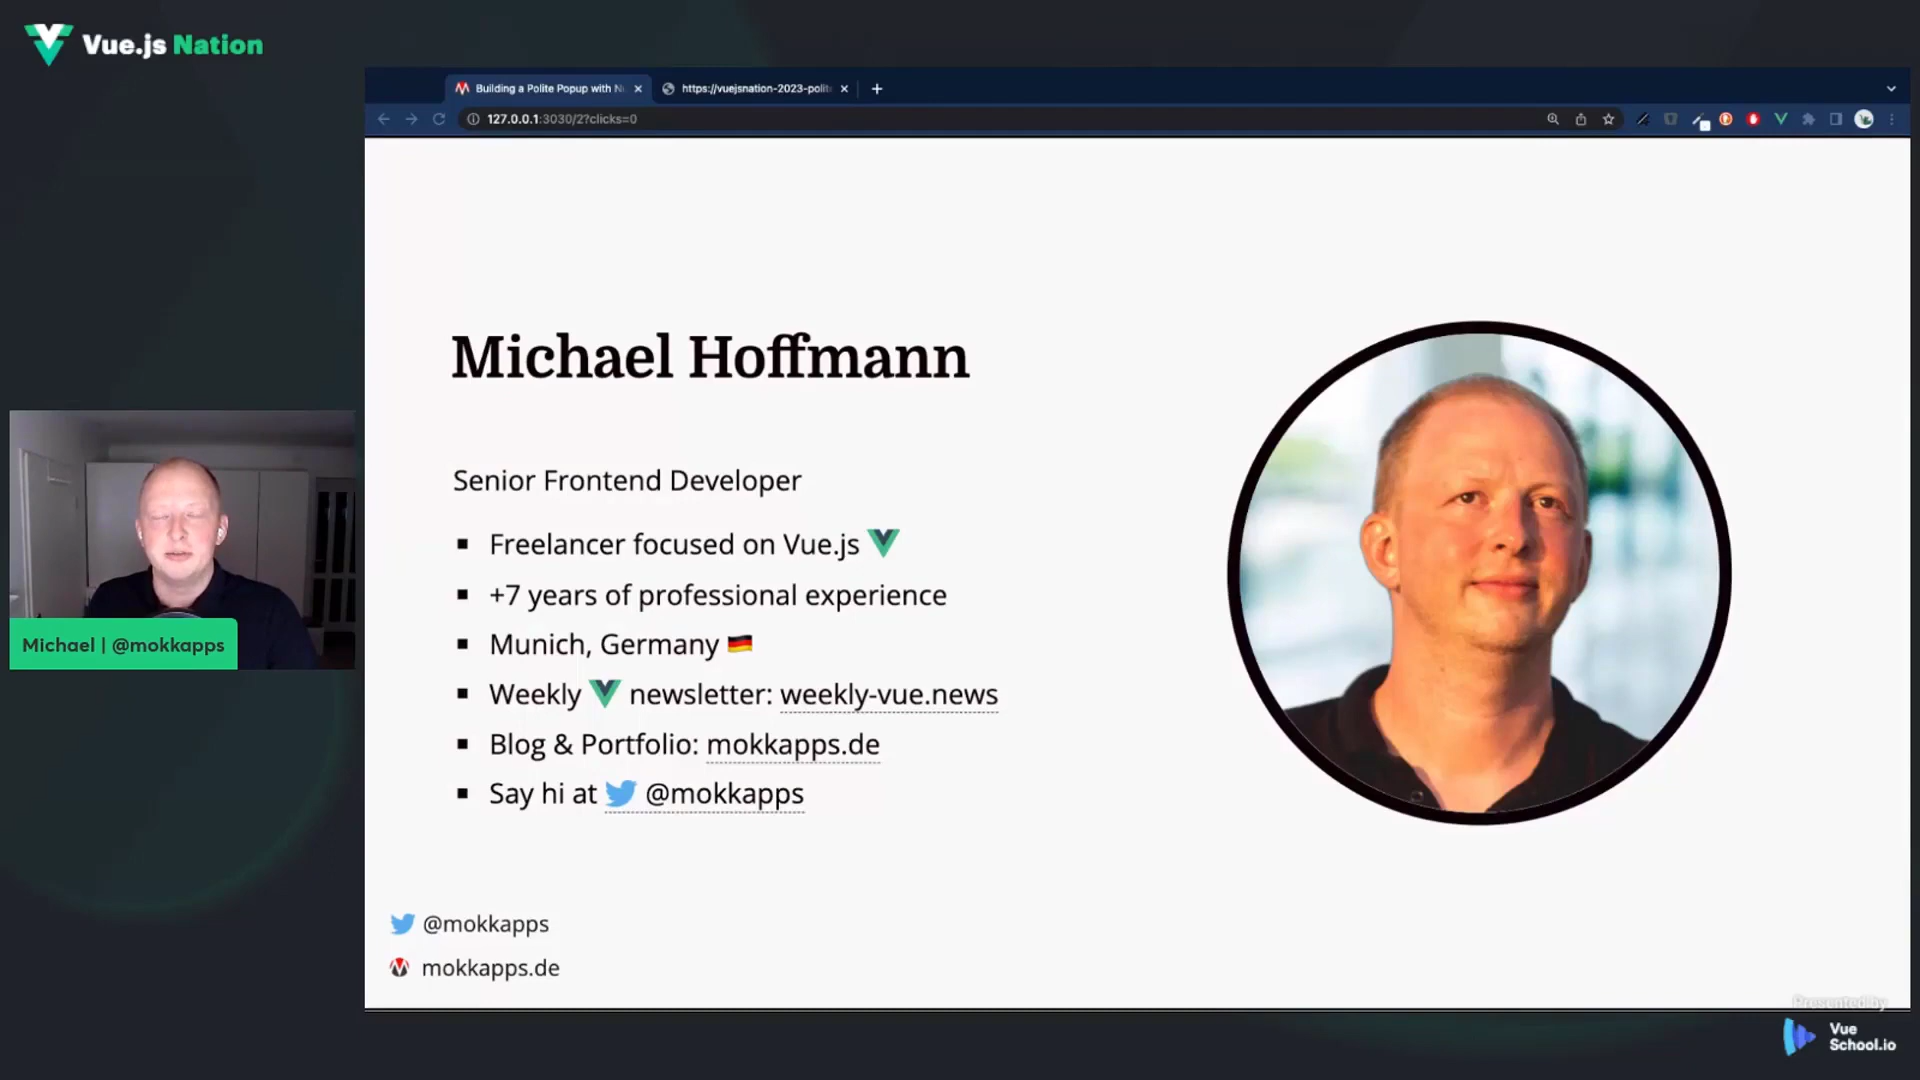 Vue.js Nation
Building a Polite Popup with N
https://vuejsnation-2023-polit
127.0.0.1:3030/2?clicks=0
Michael Hoffmann
Senior Frontend Developer
Freelancer focused on Vue.js
+7 years of professional experience
Munich, Germany
Weekly newsletter: weekly-vue.news
Blog & Portfolio: mokkapps.de
Say hi at @mokkapps
Michael | @mokkapps
@mokkapps
mokkapps.de
Presented by
Vue
School.io